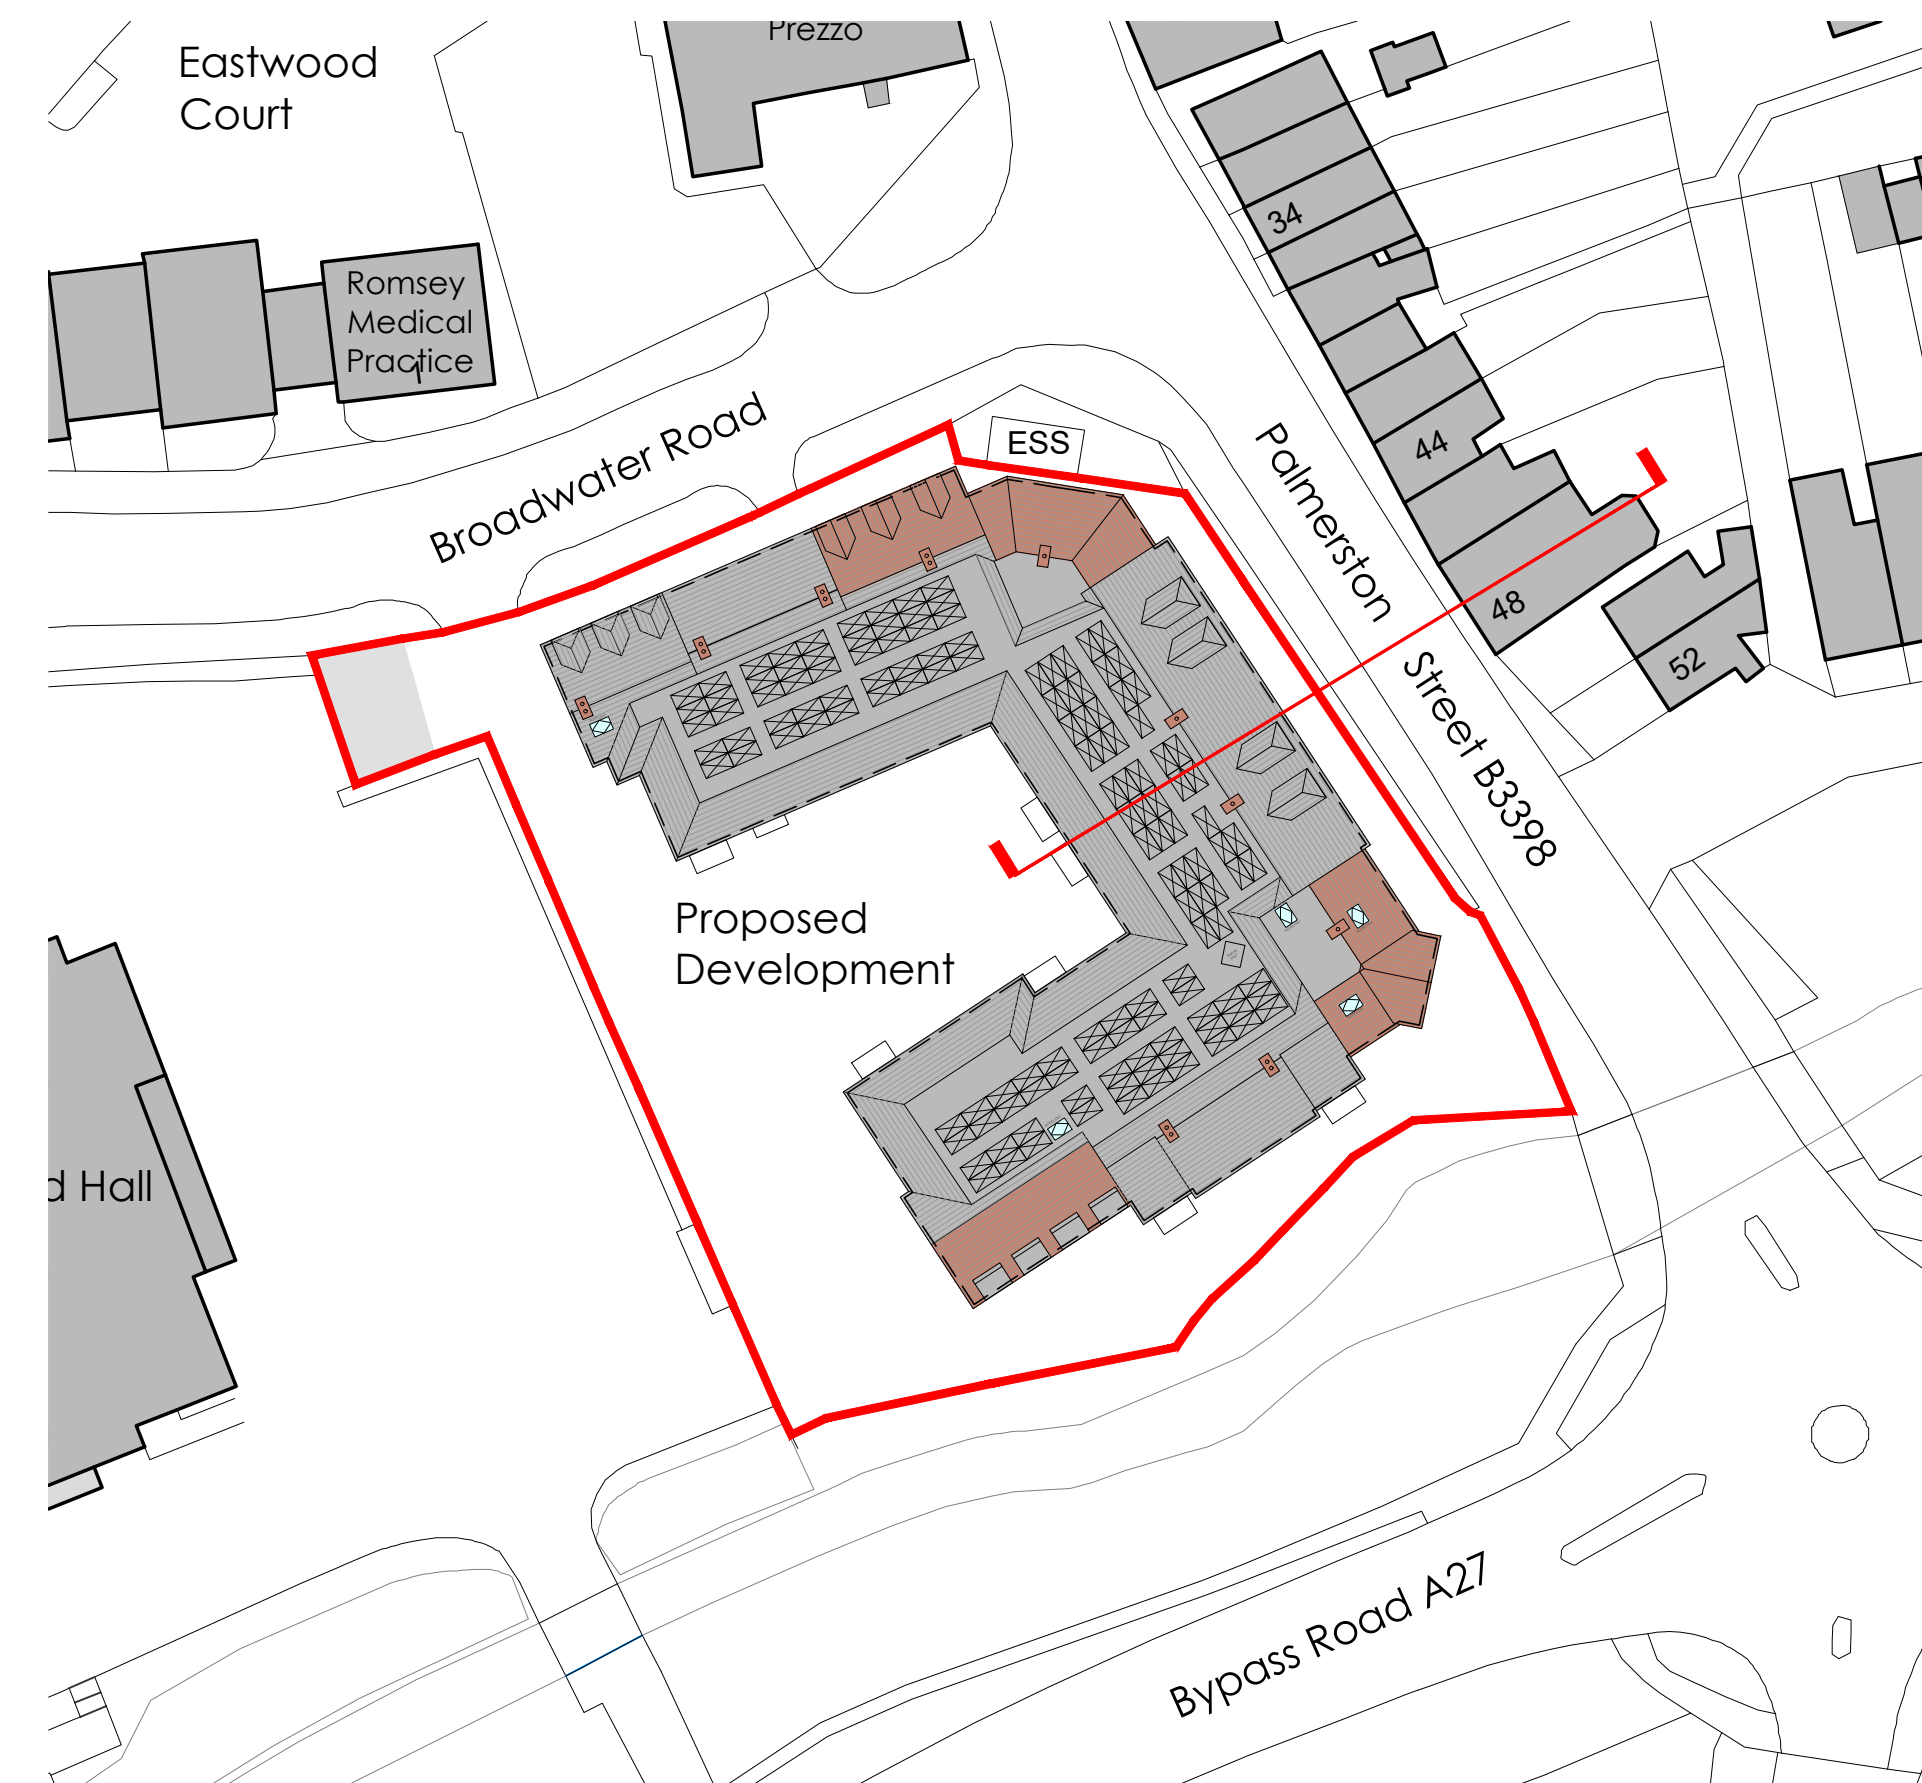 Prezzo
Eastwood
Court
34
Romsey
Medical
Practice
1
Broadwater Road
ESS
Palmerston Street B3398
44
48
52
Proposed
Development
d Hall
Bypass Road A27